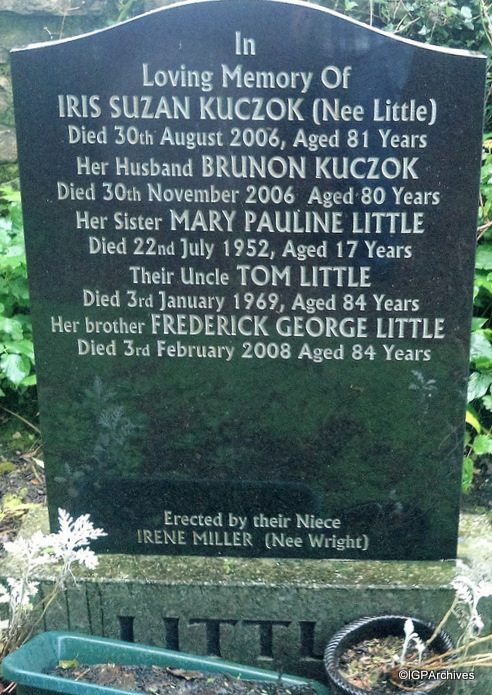 ©IGPArchives
In
Loving Memory Of
IRIS SUZAN KUCZOK (Nee Little)
Died 30th August 2006, Aged 81 Years
Her Husband BRUNON KUCZOK
Died 30th November 2006 Aged 80 Years
Her Sister MARY PAULINE LITTLE
Died 22nd July 1952, Aged 17 Years
Their Uncle TOM LITTLE
Died 3rd January 1969, Aged 84 Years
Her brother FREDERICK GEORGE LITTLE
Died 3rd February 2008 Aged 84 Years
Erected by their Niece
IRENE MILLER (Nee Wright)
LITTL
©IGPArchives